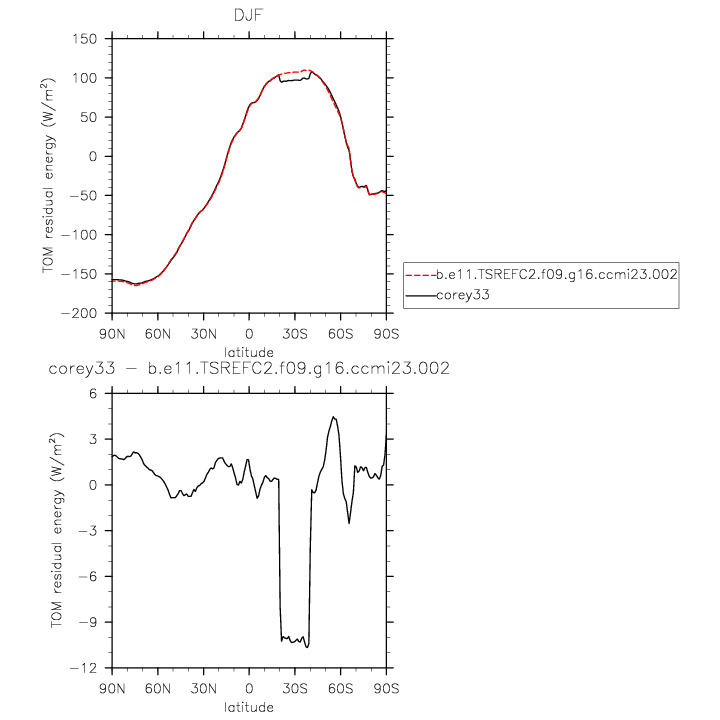 DJF
150
100
50
0
−50
−100
−150
−200
TOM residual energy (W/m²)
90N 60N 30N 0 30S 60S 90S
latitude
b.e11.TSREFC2.f09.g16.ccmi23.002
corey33
corey33 − b.e11.TSREFC2.f09.g16.ccmi23.002
6
3
0
−3
−6
−9
−12
TOM residual energy (W/m²)
90N 60N 30N 0 30S 60S 90S
latitude